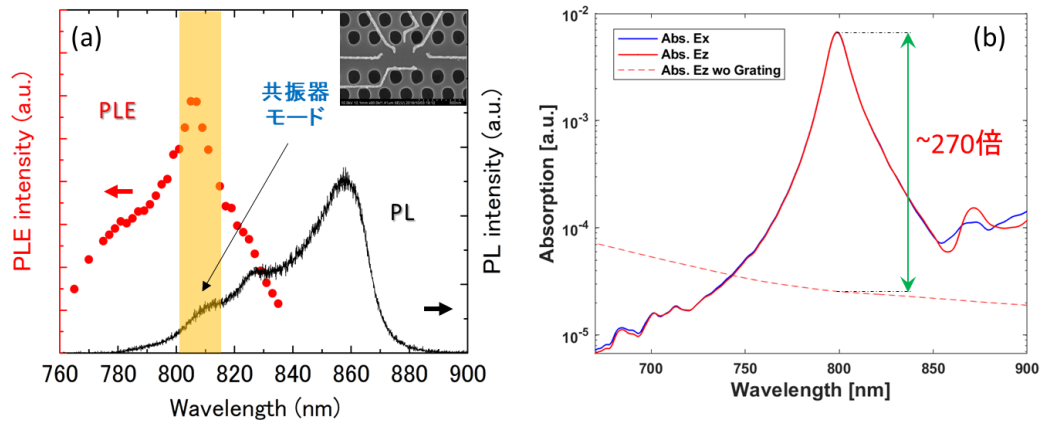 (a)
PLE
共振器
モード
PL
PLE intensity (a.u.)
PL intensity (a.u.)
760 780 800 820 840 860 880 900
Wavelength (nm)
(b)
Abs. Ex
Abs. Ez
Abs. Ez wo Grating
~270倍
Absorption [a.u.]
10-2
10-3
10-4
10-5
700 750 800 850 900
Wavelength [nm]